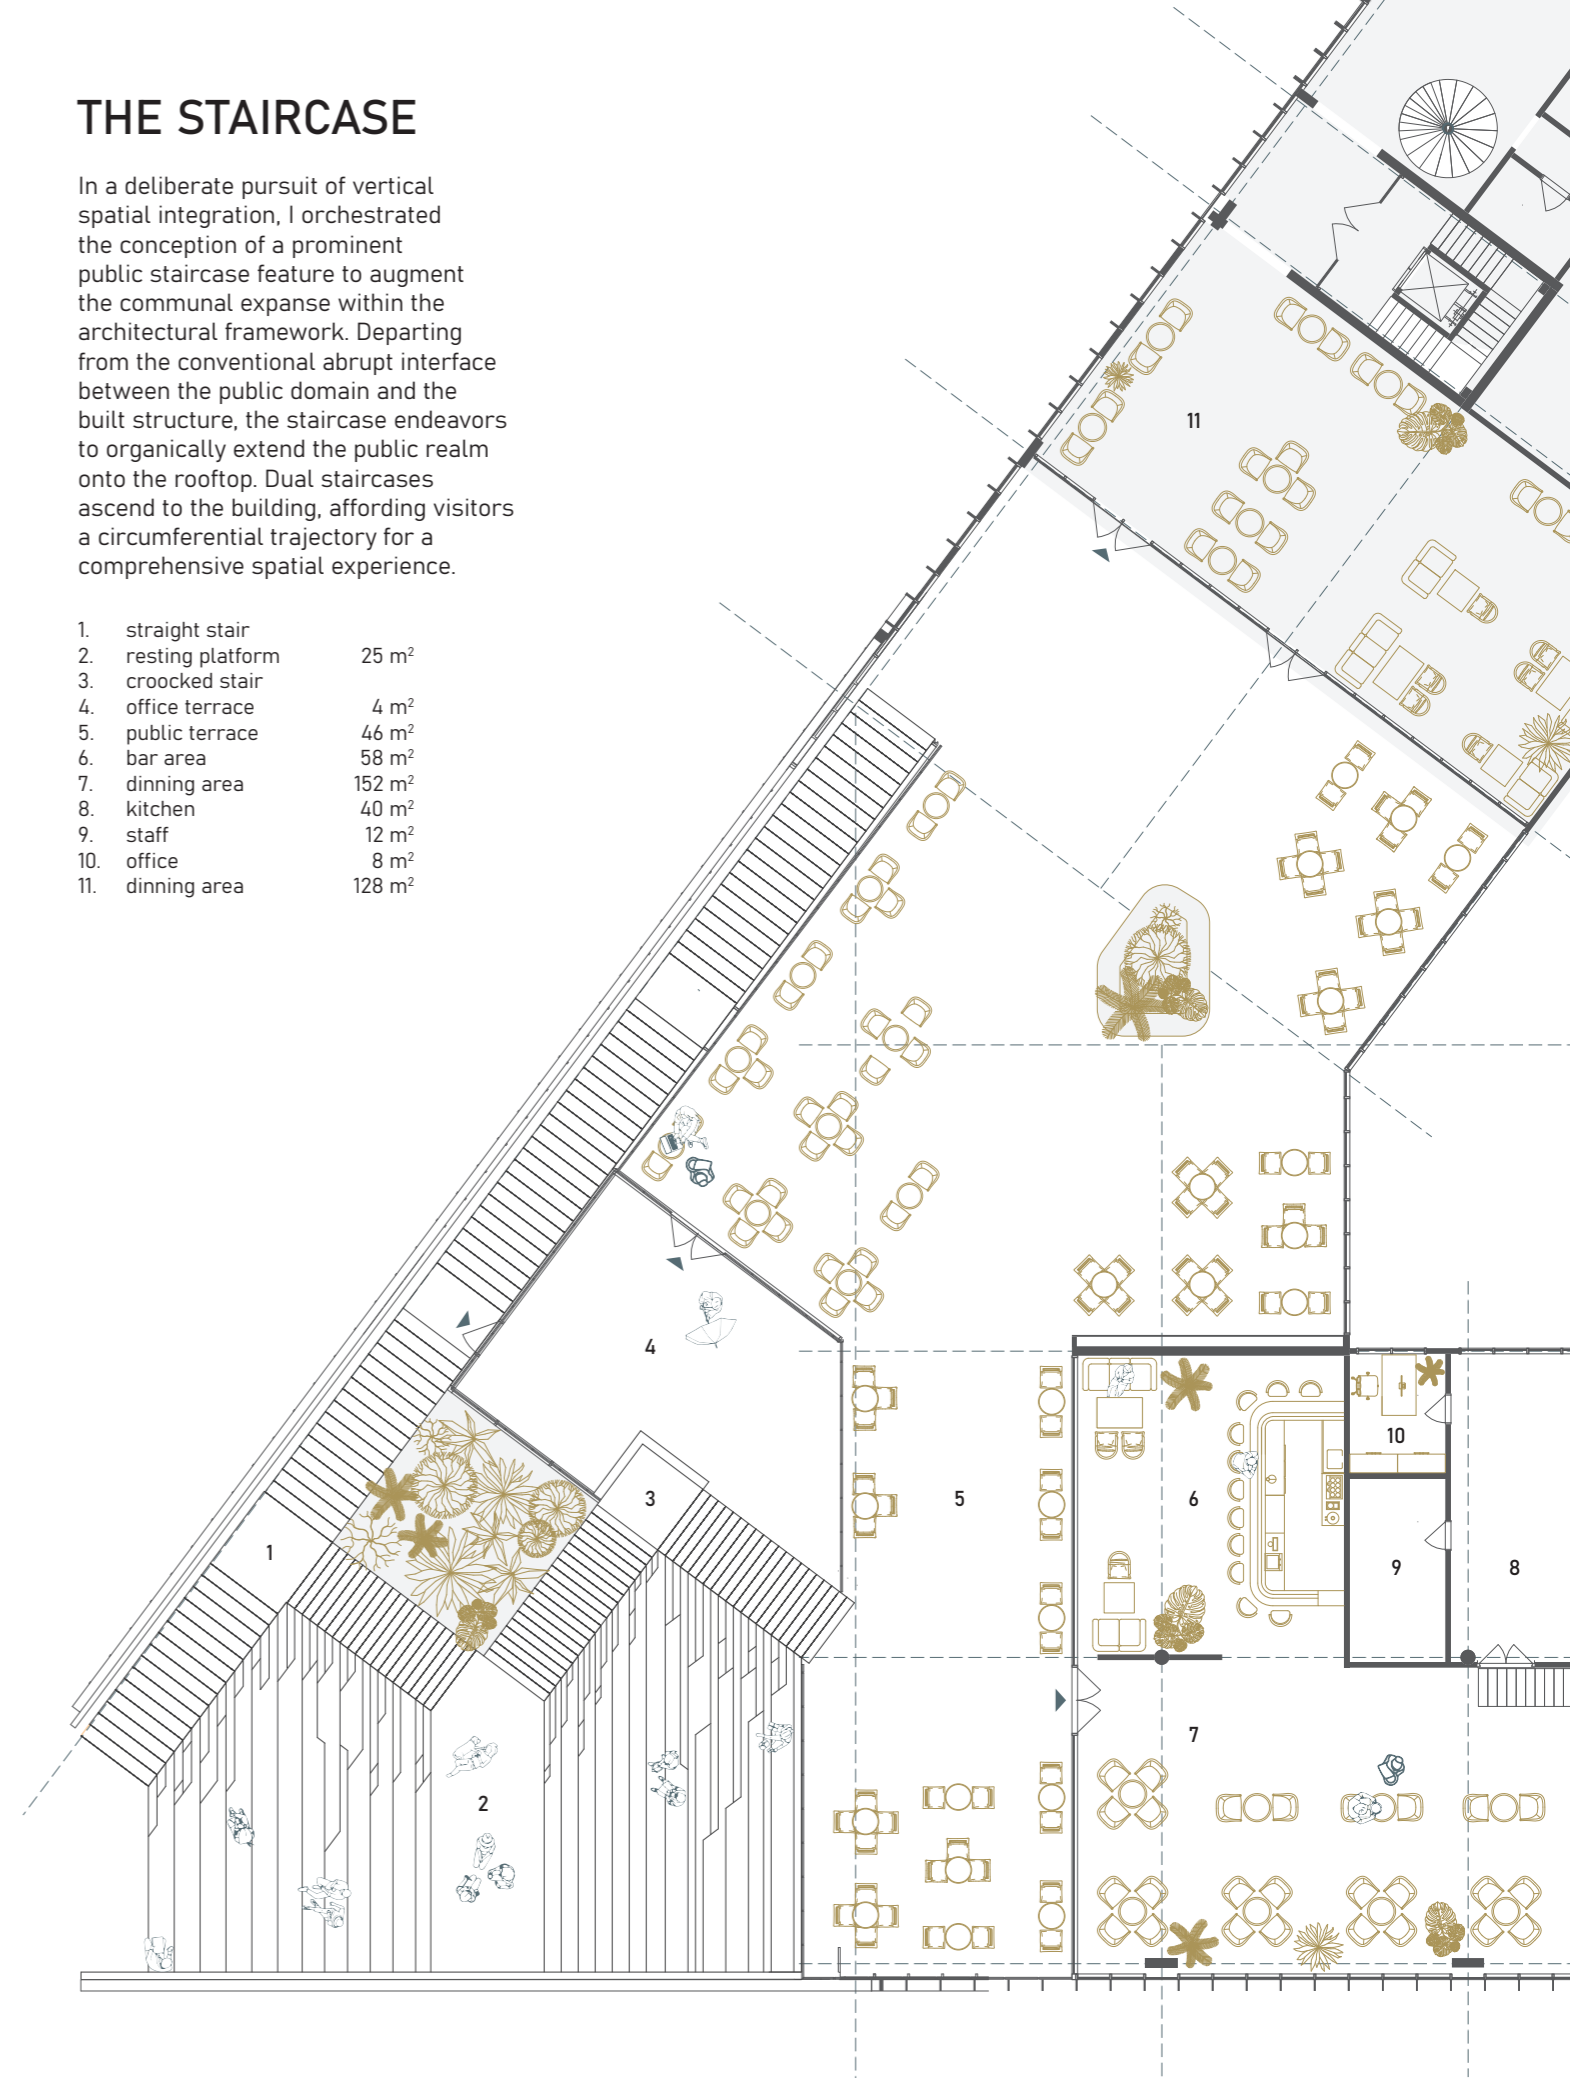 THE STAIRCASE
In a deliberate pursuit of vertical
spatial integration, I orchestrated
the conception of a prominent
public staircase feature to augment
the communal expanse within the
architectural framework. Departing
from the conventional abrupt interface
between the public domain and the
built structure, the staircase endeavors
to organically extend the public realm
onto the rooftop. Dual staircases
ascend to the building, affording visitors
a circumferential trajectory for a
comprehensive spatial experience.
1. straight stair
2. resting platform 25 m²
3. croocked stair
4. office terrace 4 m²
5. public terrace 46 m²
6. bar area 58 m²
7. dinning area 152 m²
8. kitchen 40 m²
9. staff 12 m²
10. office 8 m²
11. dinning area 128 m²
11
4
10
3
5
6
1
9
8
7
2